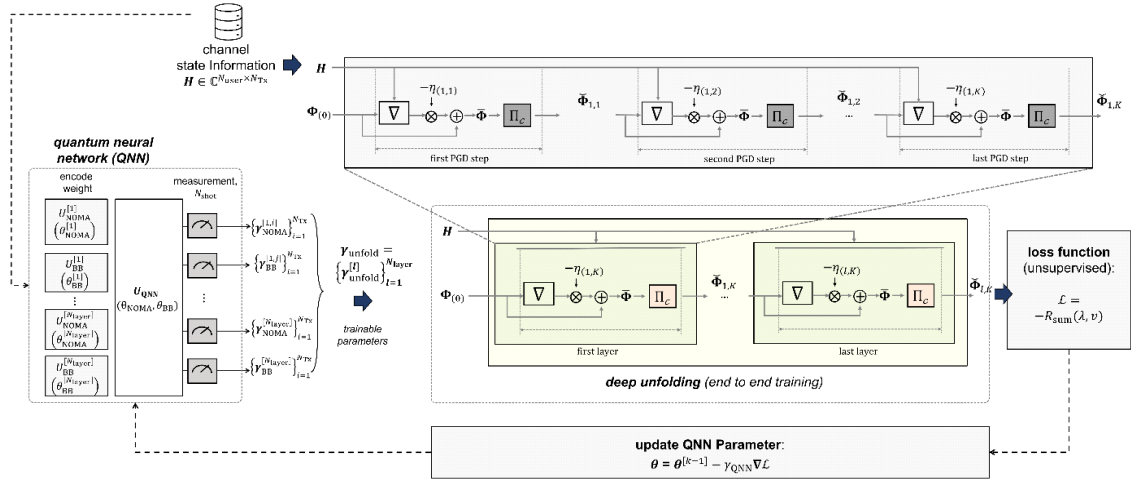 channel
state Information
H ∈ ℂ^{N_user×N_Tx}
H
Φ_(0)
∇
−η_(1,1)
⊗
⊕
Φ̄
Π_c
first PGD step
Φ̌_{1,1}
∇
−η_(1,2)
⊗
⊕
Φ̄
Π_c
second PGD step
Φ̌_{1,2}
...
∇
−η_(1,K)
⊗
⊕
Φ̄
Π_c
last PGD step
Φ̌_{1,K}
quantum neural
network (QNN)
encode
weight
U_NOMA^[1]
(θ_NOMA^[1])
U_BB^[1]
(θ_BB^[1])
⋮
U_NOMA^[N_layer]
(θ_NOMA^[N_layer])
U_BB^[N_layer]
(θ_BB^[N_layer])
U_QNN
(θ_NOMA, θ_BB)
measurement,
N_shot
⋮
{γ_NOMA^[1,i]}_{i=1}^{N_Tx}
{γ_BB^[1,i]}_{i=1}^{N_Tx}
⋮
{γ_NOMA^[N_layer]}_{i=1}^{N_Tx}
{γ_BB^[N_layer]}_{i=1}^{N_Tx}
γ_unfold =
{γ_unfold^[l]}_{l=1}^{N_layer}
trainable
parameters
H
Φ_(0)
∇
−η_(1,K)
⊗
⊕
Φ̄
Π_c
first layer
Φ̌_{1,K}
...
∇
−η_(I,K)
⊗
⊕
Φ̄
Π_c
last layer
Φ̌_{I,K}
deep unfolding (end to end training)
loss function
(unsupervised):
ℒ =
−R_sum(λ, v)
update QNN Parameter:
θ = θ^[k−1] − γ_QNN∇ℒ